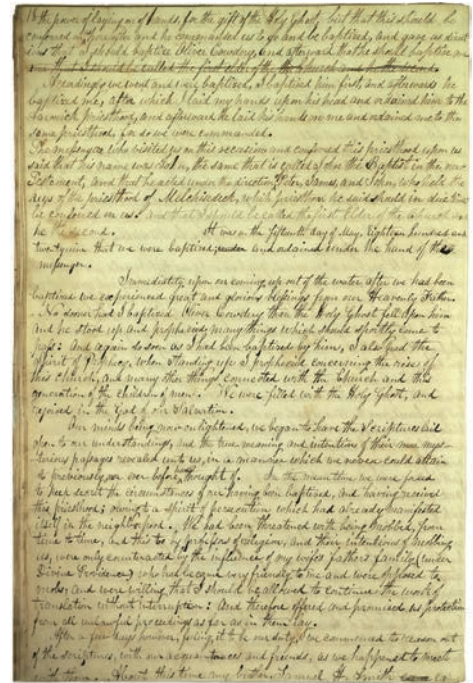 18 the power of laying on of hands, for the gift of the Holy Ghost, but that this should be
confered on us hereafter and he commanded us to go and be baptized, and gave us direct
ions that I should baptize Oliver Cowdery, and afterward that he should baptize me
Accordingly we went and were baptized, I baptized him first, and afterwards he
baptized me, after which I laid my hands upon his head and ordained him to the
Aaronick priesthood, and afterward he laid his hands on me and ordained me to the
same priesthood, for so we were commanded.
The messenger who visited us on this occasion and confered this priesthood upon us
said that his name was John, the same that is called John the Baptist in the new
Testament, and that he acted under the direction Peter, James, and John, who held the
keys of the priesthood of Melchisedeck, which priesthood he said should in due time
be confered on us. And that I should be called the first Elder of the Church and
he the second. It was on the fifteenth day of May, Eighteen hundred and
twenty nine that we were baptized; and ordained under the hand of the
messenger.
Immediately upon our coming up out of the water after we had been
baptized we experienced great and glorious blessings from our Heavenly Father.
No sooner had I baptized Oliver Cowdery than the Holy Ghost fell upon him
and he stood up and prophecied many things which should shortly come to
pass: And again so soon as I had been baptized by him, I also had the
Spirit of Prophecy, when standing up I prophecied concerning the rise of
this church, and many other things connected with the Church and this
generation of the children of men. We were filled with the Holy Ghost, and
rejoiced in the God of our Salvation.
Our minds being now enlightened, we began to have the Scriptures laid
open to our understandings, and the true meaning and intention of their more myst-
-erious passages revealed unto us, in a manner which we never could attain
to previously, nor ever before thought of. In the meantime we were forced
to keep secret the circumstances of our having been baptized, and having received
this priesthood; owing to a spirit of persecution which had already manifested
itself in the neighborhood. We had been threatened with being mobbed, from
time to time, and this too by professors of religion, and their intentions of mobbing
us, were only counteracted by the influence of my wife's father's family (under
Divine Providence) who had became very friendly to me and were opposed to
mobs; and were willing that I should be allowed to continue the work of
translation without interruption: And therefore offered and promised us protection
from all unlawful proceedings as far as in them lay.
After a few days however, feeling it to be our duty, we commenced to reason out
of the scriptures, with our acquaintances and friends, as we happened to meet
with them. About this time my brother Samuel H. Smith